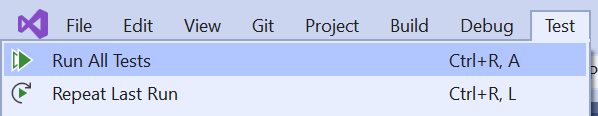 File Edit View Git Project Build Debug Test
Run All Tests Ctrl+R, A
Repeat Last Run Ctrl+R, L